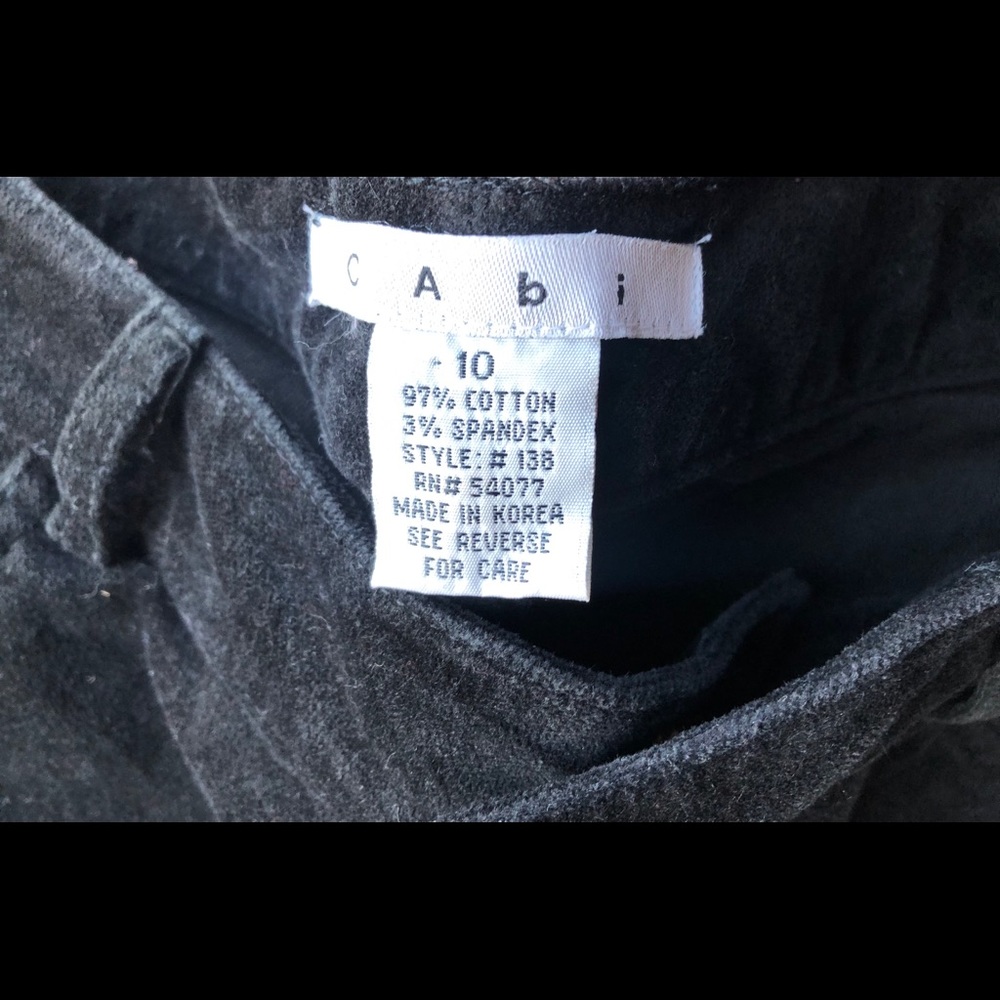 C A b i
10
97% COTTON
3% SPANDEX
STYLE: # 138
RN# 54077
MADE IN KOREA
SEE REVERSE
FOR CARE